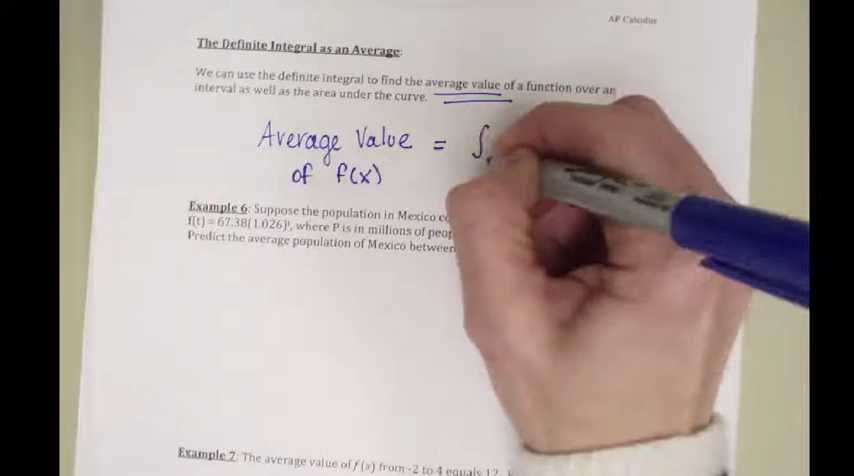 AP Calculus
The Definite Integral as an Average:
We can use the definite integral to find the average value of a function over an
interval as well as the area under the curve.
Average Value = ∫
of f(x)
Example 6: Suppose the population in Mexico
f(t) = 67.38(1.026)ᵗ, where P is in millions of
Predict the average population of Mexico between
Example 7: The average value of f(x) from -2 to 4 equals 12.